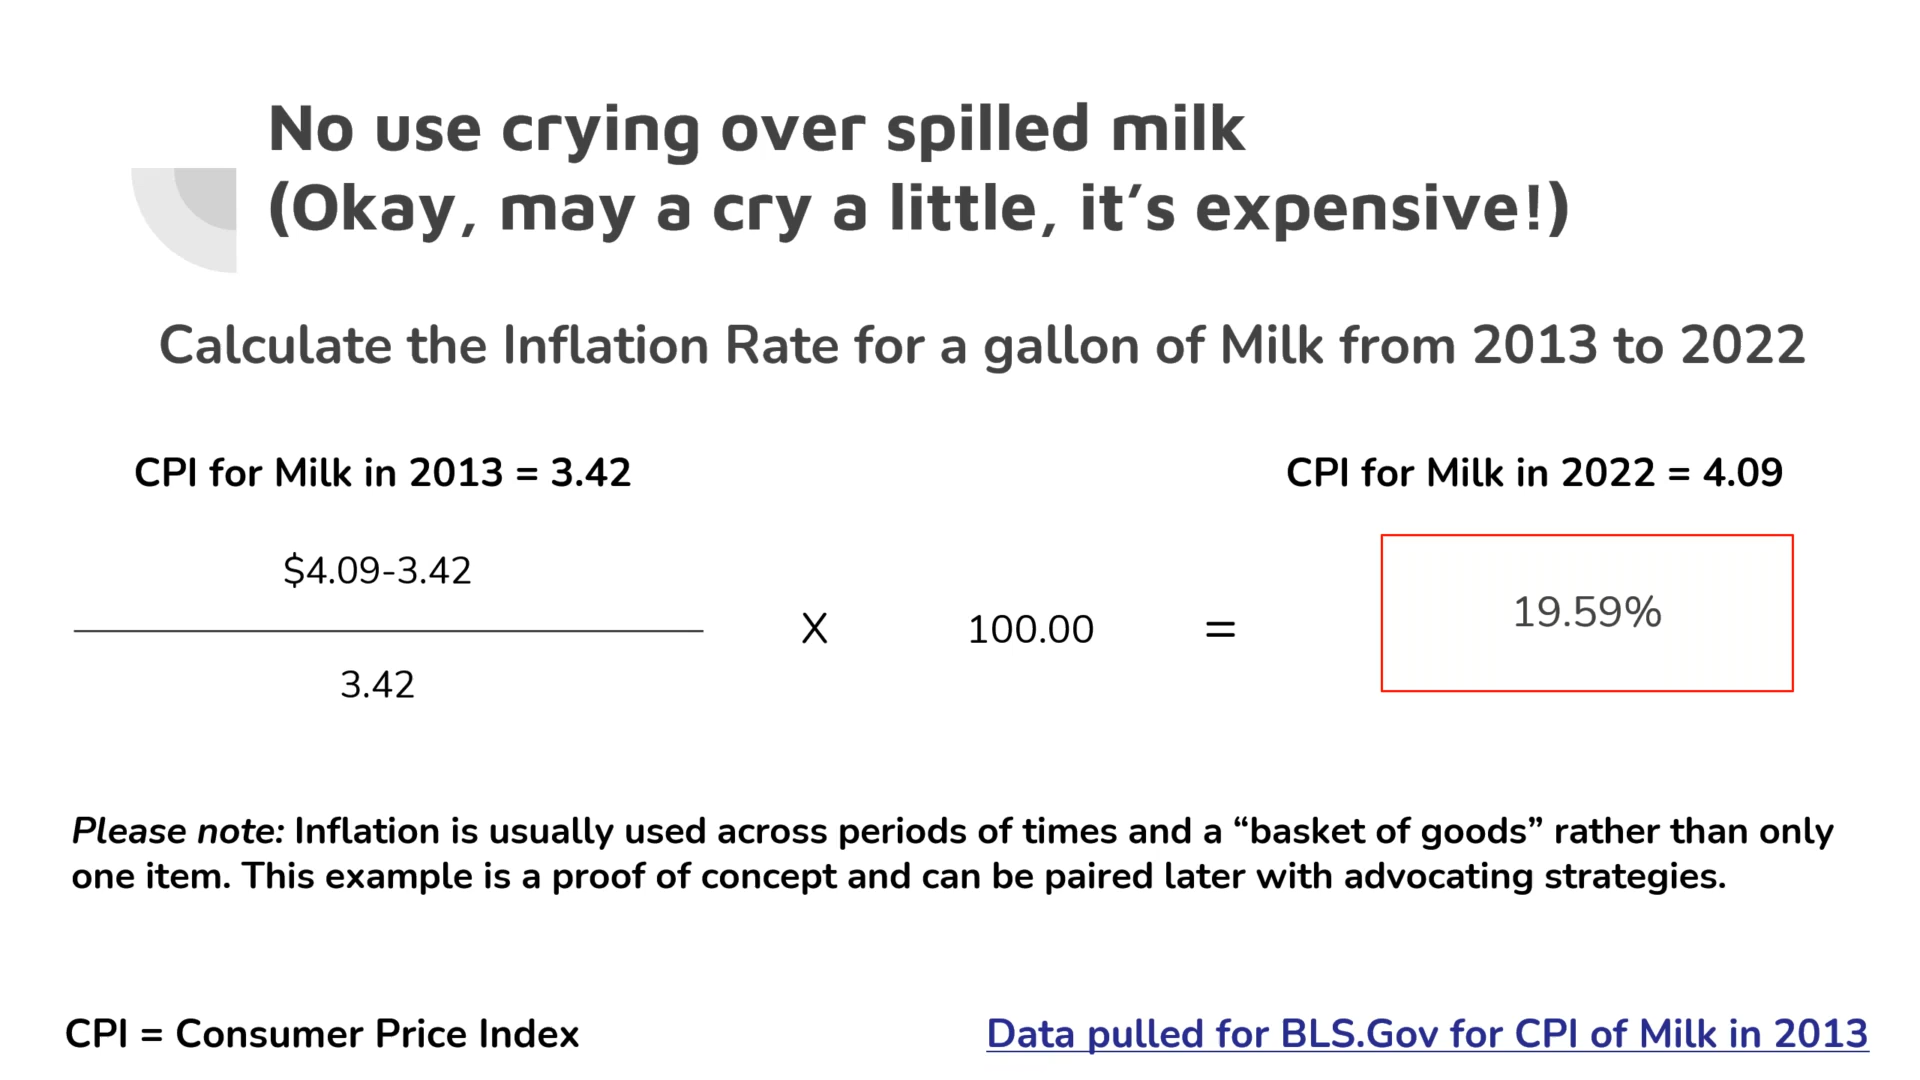 No use crying over spilled milk
(Okay, may a cry a little, it’s expensive!)
Calculate the Inflation Rate for a gallon of Milk from 2013 to 2022
CPI for Milk in 2013 = 3.42
CPI for Milk in 2022 = 4.09
$4.09-3.42
3.42
X
100.00
=
19.59%
Please note: Inflation is usually used across periods of times and a “basket of goods” rather than only
one item. This example is a proof of concept and can be paired later with advocating strategies.
CPI = Consumer Price Index
Data pulled for BLS.Gov for CPI of Milk in 2013